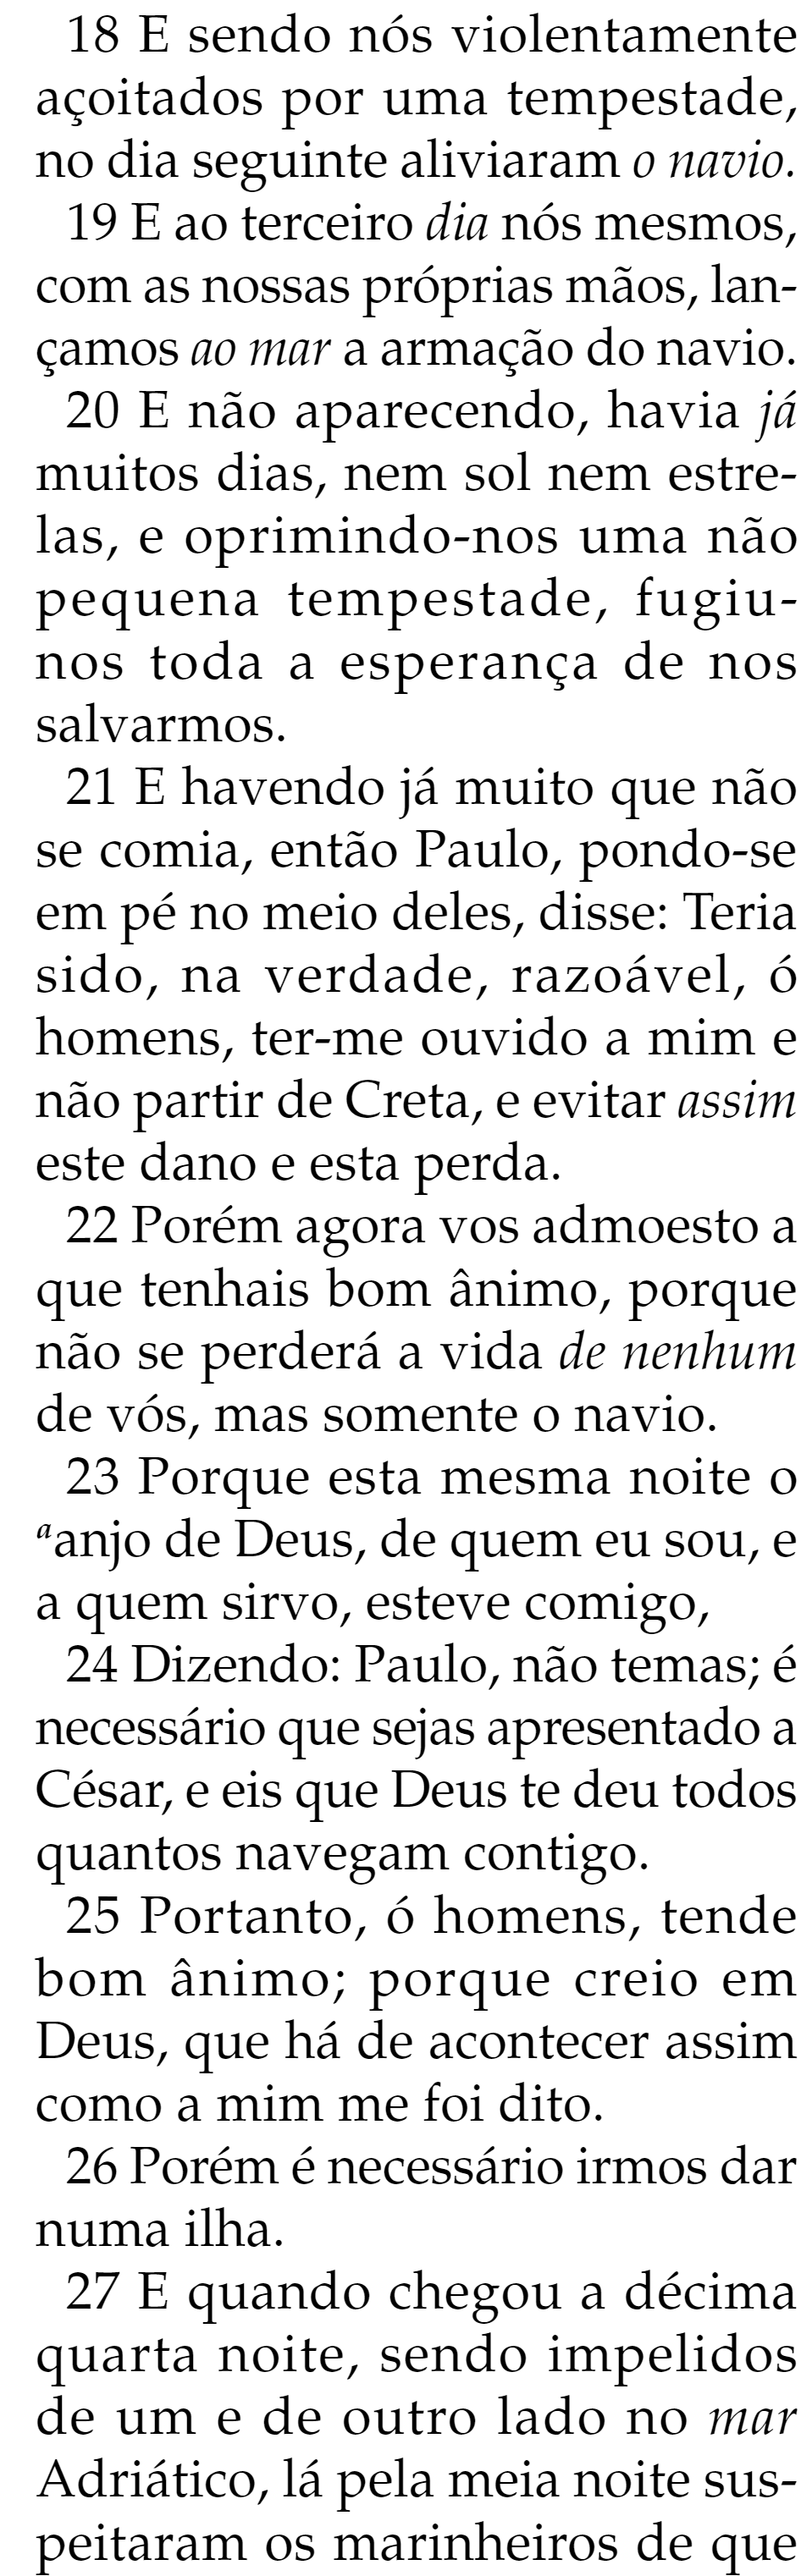 18 E sendo nós violentamente
açoitados por uma tempestade,
no dia seguinte aliviaram o navio.
19 E ao terceiro dia nós mesmos,
com as nossas próprias mãos, lan-
çamos ao mar a armação do navio.
20 E não aparecendo, havia já
muitos dias, nem sol nem estre-
las, e oprimindo-nos uma não
pequena tempestade, fugiu-
nos toda a esperança de nos
salvarmos.
21 E havendo já muito que não
se comia, então Paulo, pondo-se
em pé no meio deles, disse: Teria
sido, na verdade, razoável, ó
homens, ter-me ouvido a mim e
não partir de Creta, e evitar assim
este dano e esta perda.
22 Porém agora vos admoesto a
que tenhais bom ânimo, porque
não se perderá a vida de nenhum
de vós, mas somente o navio.
23 Porque esta mesma noite o
ᵃanjo de Deus, de quem eu sou, e
a quem sirvo, esteve comigo,
24 Dizendo: Paulo, não temas; é
necessário que sejas apresentado a
César, e eis que Deus te deu todos
quantos navegam contigo.
25 Portanto, ó homens, tende
bom ânimo; porque creio em
Deus, que há de acontecer assim
como a mim me foi dito.
26 Porém é necessário irmos dar
numa ilha.
27 E quando chegou a décima
quarta noite, sendo impelidos
de um e de outro lado no mar
Adriático, lá pela meia noite sus-
peitaram os marinheiros de que